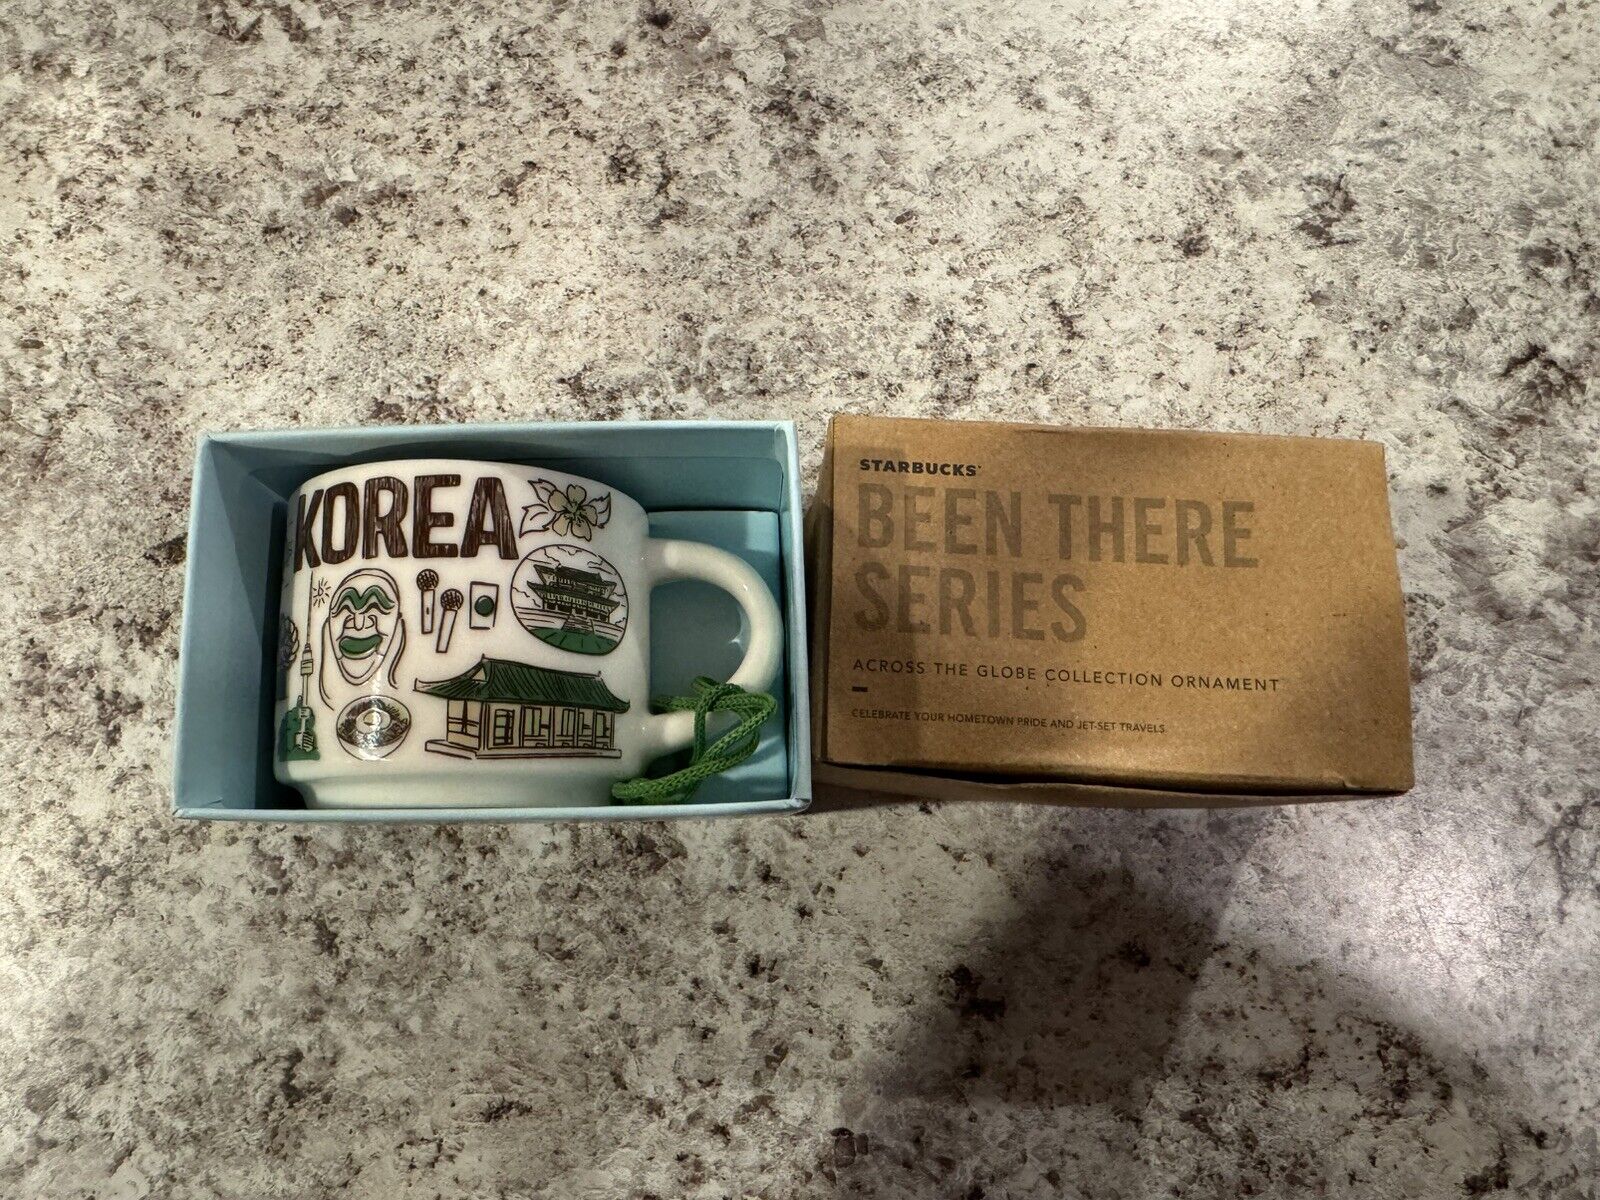 KOREA
STARBUCKS
BEEN THERE
SERIES
ACROSS THE GLOBE COLLECTION ORNAMENT
CELEBRATE YOUR HOMETOWN PRIDE AND JET-SET TRAVELS